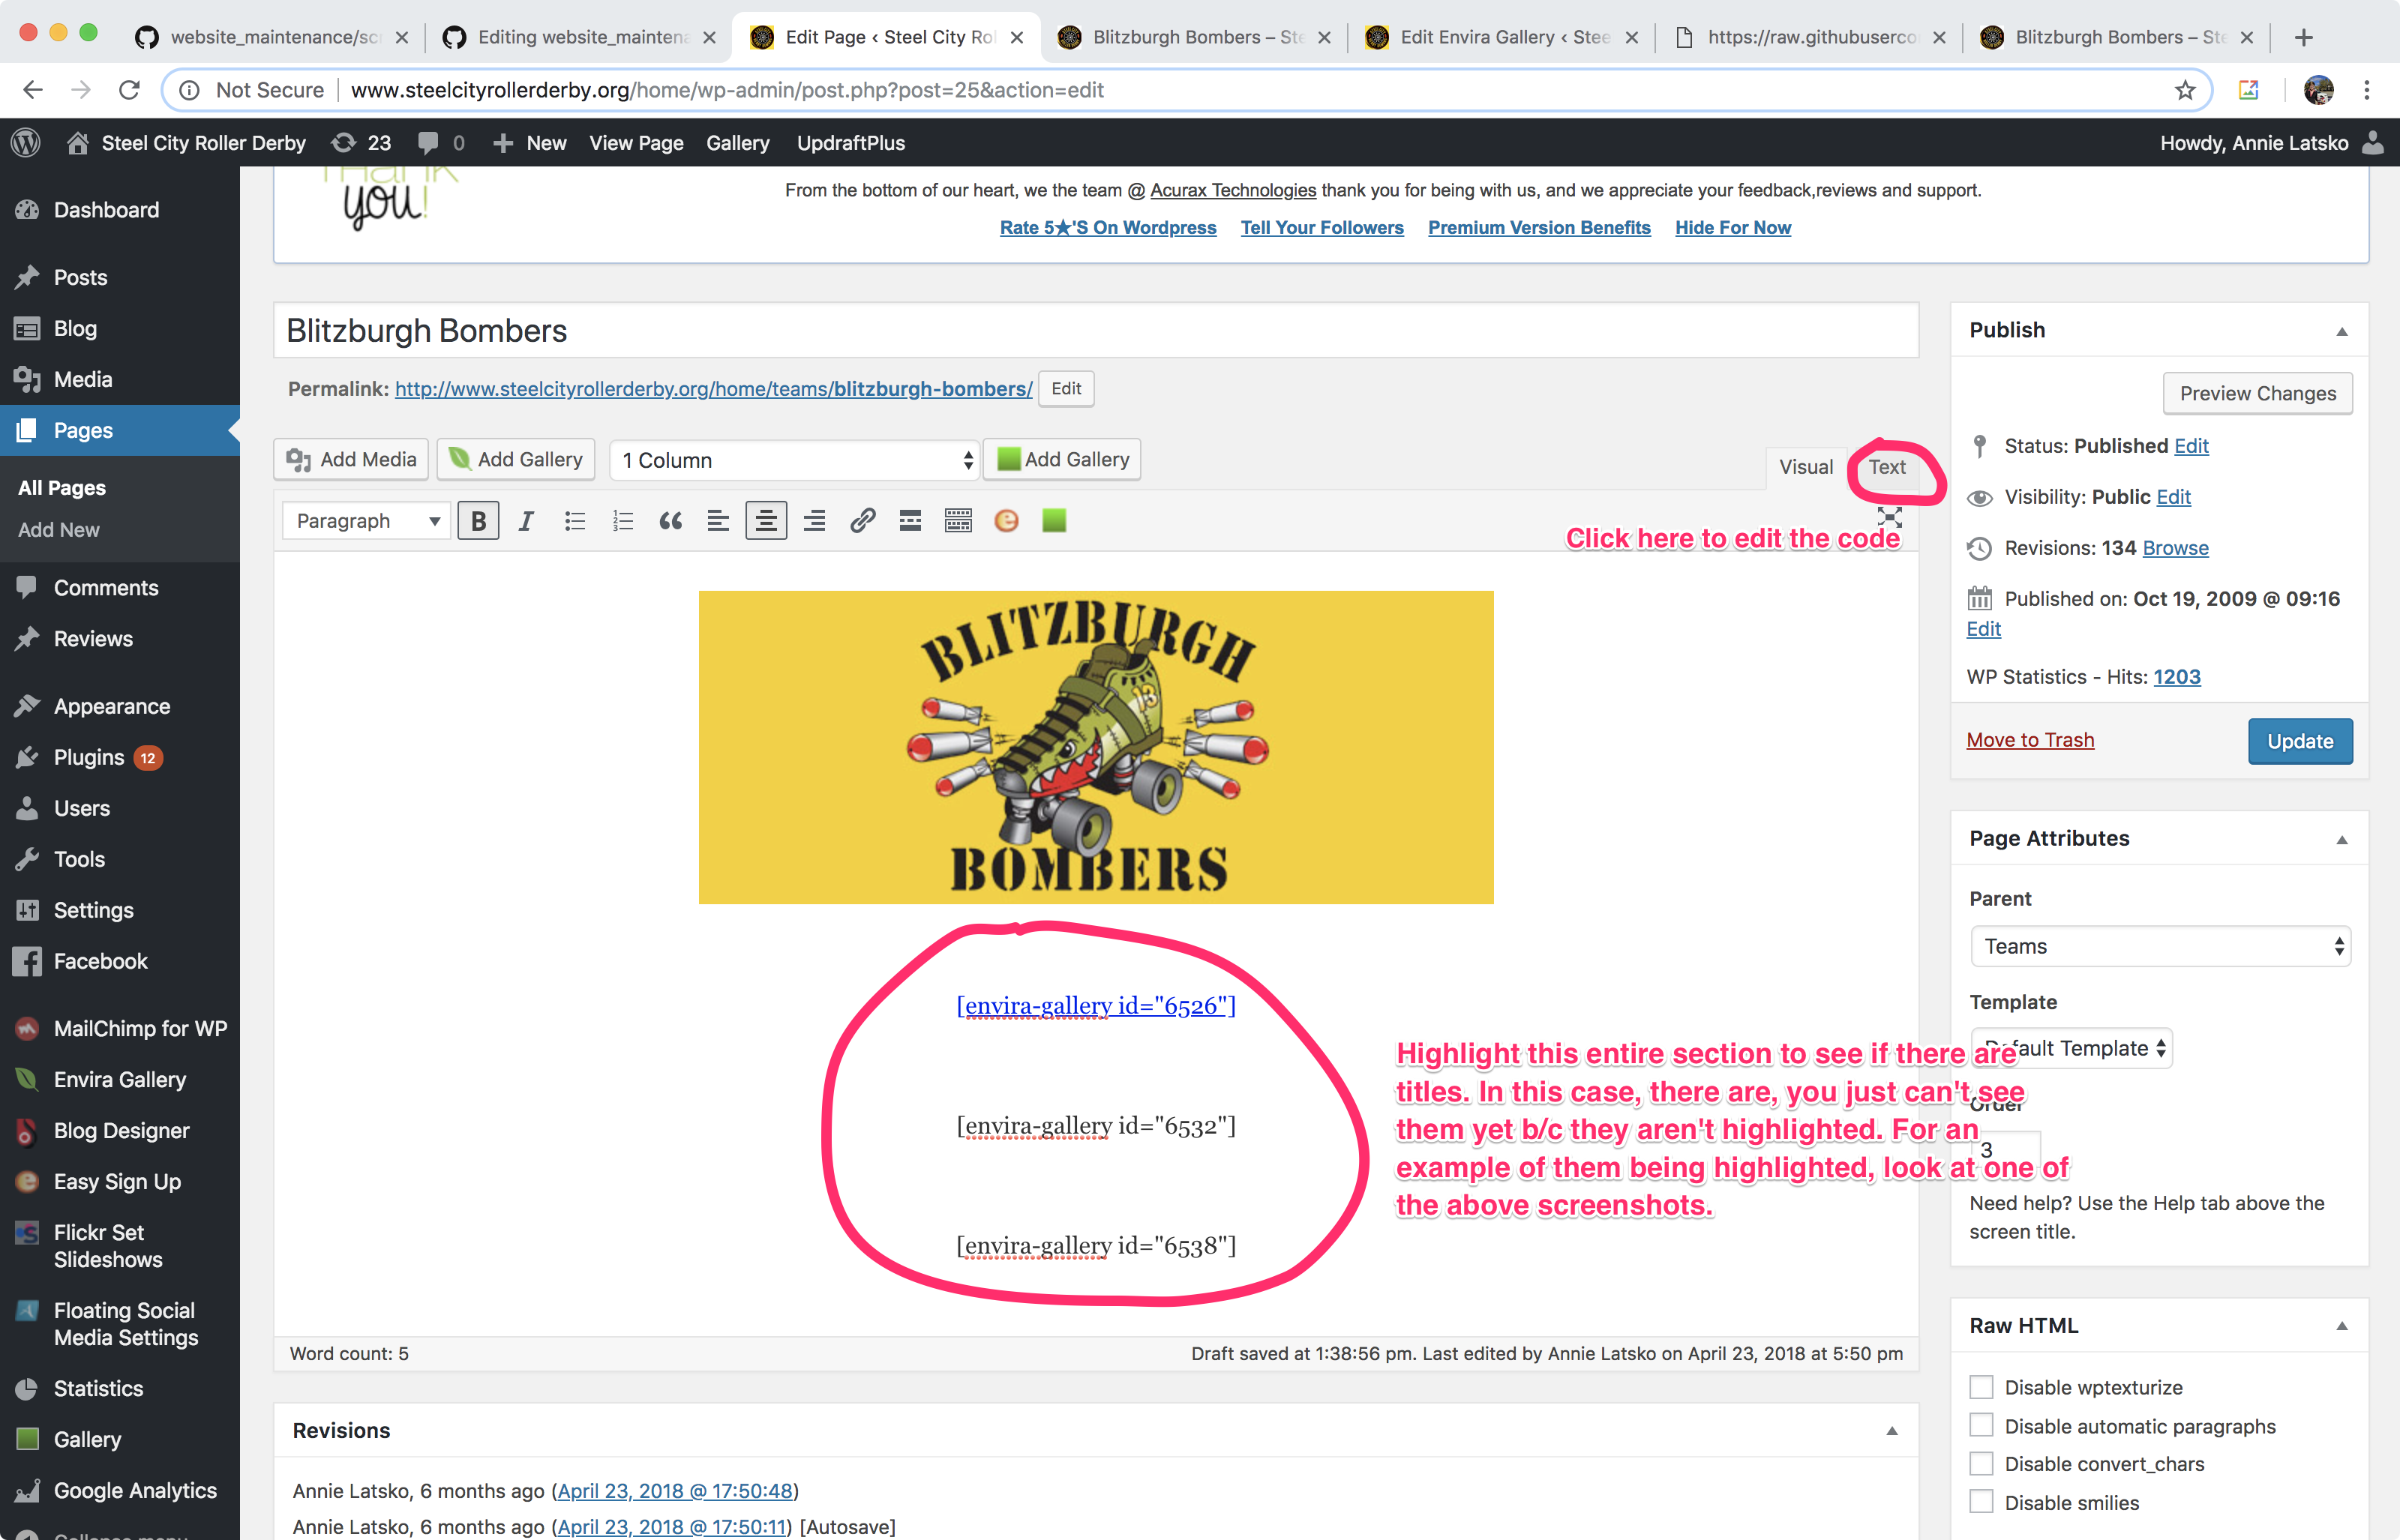 website_maintenance/scr
Editing website_maintena
Edit Page ‹ Steel City Rol
Blitzburgh Bombers – Ste
Edit Envira Gallery ‹ Stee
https://raw.githubuserco
Blitzburgh Bombers – Ste
Not Secure
www.steelcityrollerderby.org/home/wp-admin/post.php?post=25&action=edit
Steel City Roller Derby
23
0
New
View Page
Gallery
UpdraftPlus
Howdy, Annie Latsko
Dashboard
Posts
Blog
Media
Pages
All Pages
Add New
Comments
Reviews
Appearance
Plugins 12
Users
Tools
Settings
Facebook
MailChimp for WP
Envira Gallery
Blog Designer
Easy Sign Up
Flickr Set
Slideshows
Floating Social
Media Settings
Statistics
Gallery
Google Analytics
Collapse menu
THANK
you!
From the bottom of our heart, we the team @ Acurax Technologies thank you for being with us, and we appreciate your feedback,reviews and support.
Rate 5★'S On Wordpress
Tell Your Followers
Premium Version Benefits
Hide For Now
Blitzburgh Bombers
Permalink: http://www.steelcityrollerderby.org/home/teams/blitzburgh-bombers/
Edit
Add Media
Add Gallery
1 Column
Add Gallery
Visual
Text
Paragraph
B
I
Click here to edit the code
BLITZBURGH
13
BOMBERS
[envira-gallery id="6526"]
[envira-gallery id="6532"]
[envira-gallery id="6538"]
Highlight this entire section to see if there are
titles. In this case, there are, you just can't see
them yet b/c they aren't highlighted. For an
example of them being highlighted, look at one of
the above screenshots.
Word count: 5
Draft saved at 1:38:56 pm. Last edited by Annie Latsko on April 23, 2018 at 5:50 pm
Revisions
Annie Latsko, 6 months ago (April 23, 2018 @ 17:50:48)
Annie Latsko, 6 months ago (April 23, 2018 @ 17:50:11) [Autosave]
Publish
Preview Changes
Status: Published Edit
Visibility: Public Edit
Revisions: 134 Browse
Published on: Oct 19, 2009 @ 09:16
Edit
WP Statistics - Hits: 1203
Move to Trash
Update
Page Attributes
Parent
Teams
Template
Default Template
Order
3
Need help? Use the Help tab above the
screen title.
Raw HTML
Disable wptexturize
Disable automatic paragraphs
Disable convert_chars
Disable smilies